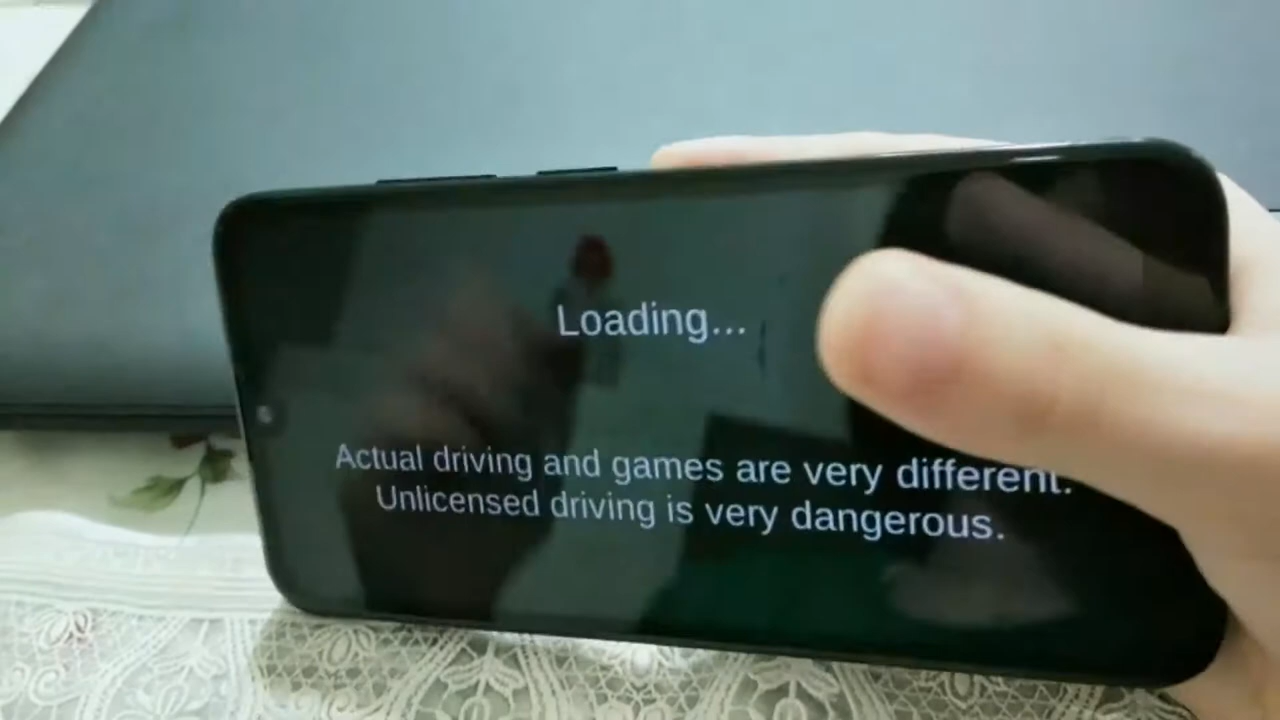 Loading...
Actual driving and games are very different.
Unlicensed driving is very dangerous.